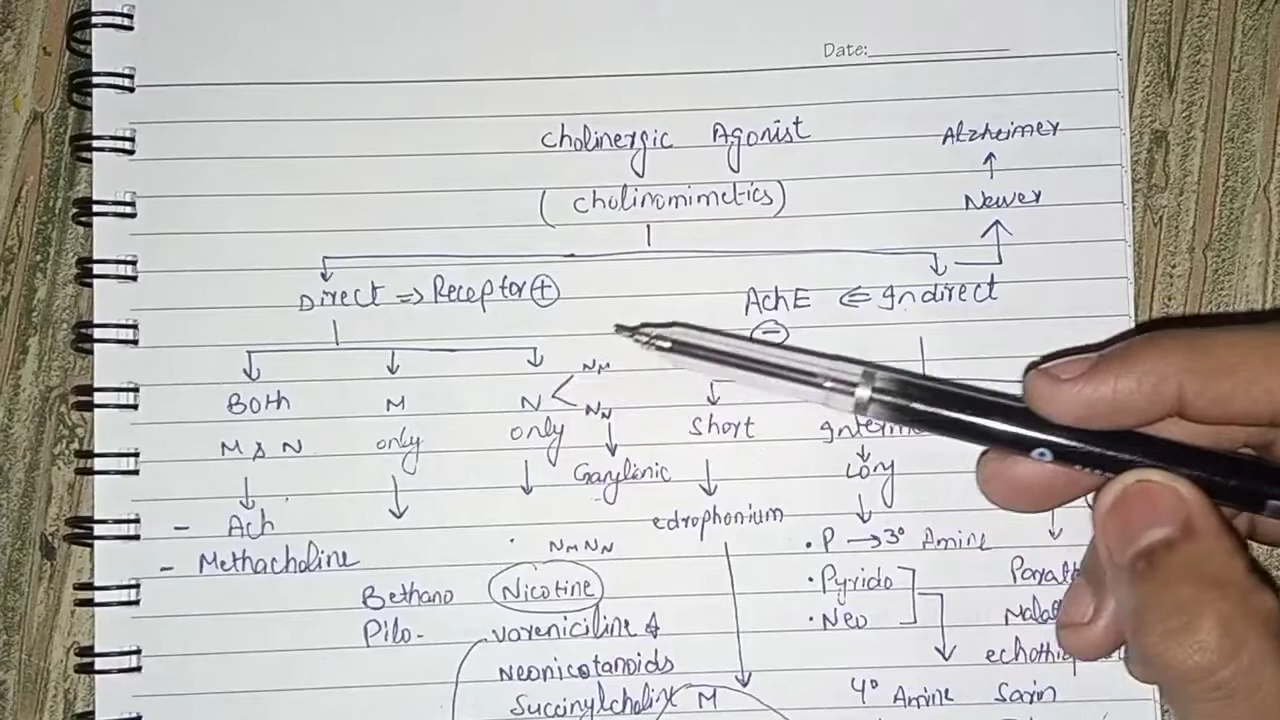 Date:
Cholinergic Agonist
Alzheimer
(cholinomimetics)
Newer
Direct ⇒ Receptor ⊕
AchE ⇐ Indirect
⊖
Both
M & N
M
only
N < NM NN
only
Ganglionic
short
long
Ach
Methacholine
edrophonium
NM NN
Bethano
Pilo-
Nicotine
vareniciline
neonicotanoids
Succinylcholine M
• P → 3° Amine
• Pyrido
• Neo
4° Amine
Sarin